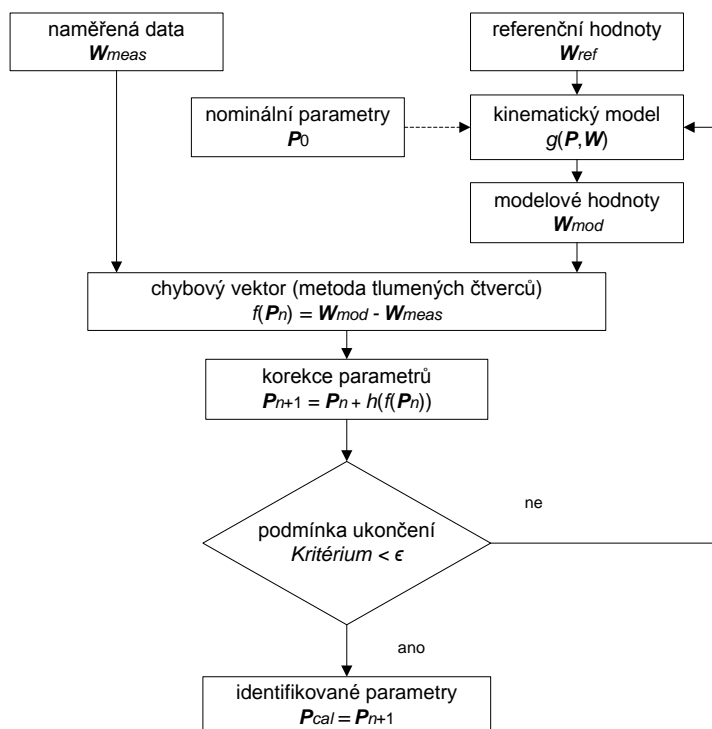 naměřená data
Wmeas
referenční hodnoty
Wref
nominální parametry
P0
kinematický model
g(P,W)
modelové hodnoty
Wmod
chybový vektor (metoda tlumených čtverců)
f(Pn) = Wmod - Wmeas
korekce parametrů
Pn+1 = Pn + h(f(Pn))
podmínka ukončení
Kritérium < ϵ
ne
ano
identifikované parametry
Pcal = Pn+1